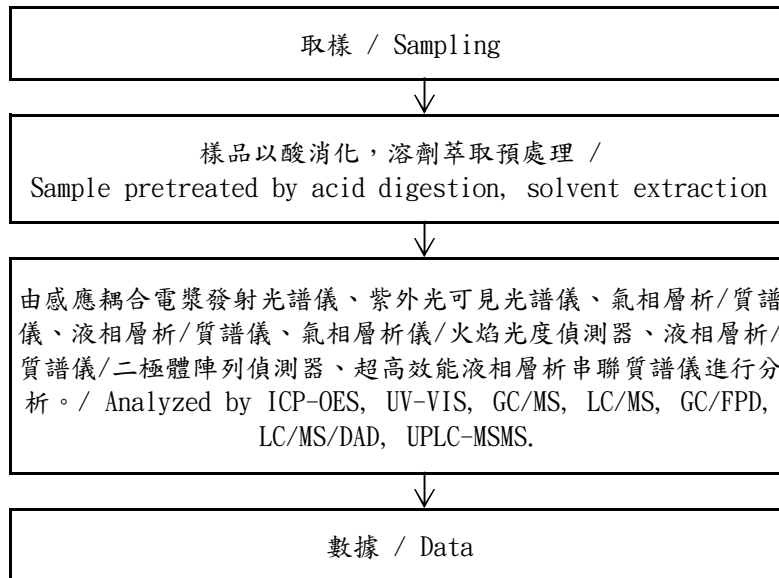 取樣 / Sampling
樣品以酸消化，溶劑萃取預處理 /
Sample pretreated by acid digestion, solvent extraction
由感應耦合電漿發射光譜儀、紫外光可見光譜儀、氣相層析/質譜
儀、液相層析/質譜儀、氣相層析儀/火焰光度偵測器、液相層析/
質譜儀/二極體陣列偵測器、超高效能液相層析串聯質譜儀進行分
析。/ Analyzed by ICP-OES, UV-VIS, GC/MS, LC/MS, GC/FPD,
LC/MS/DAD, UPLC-MSMS.
數據 / Data